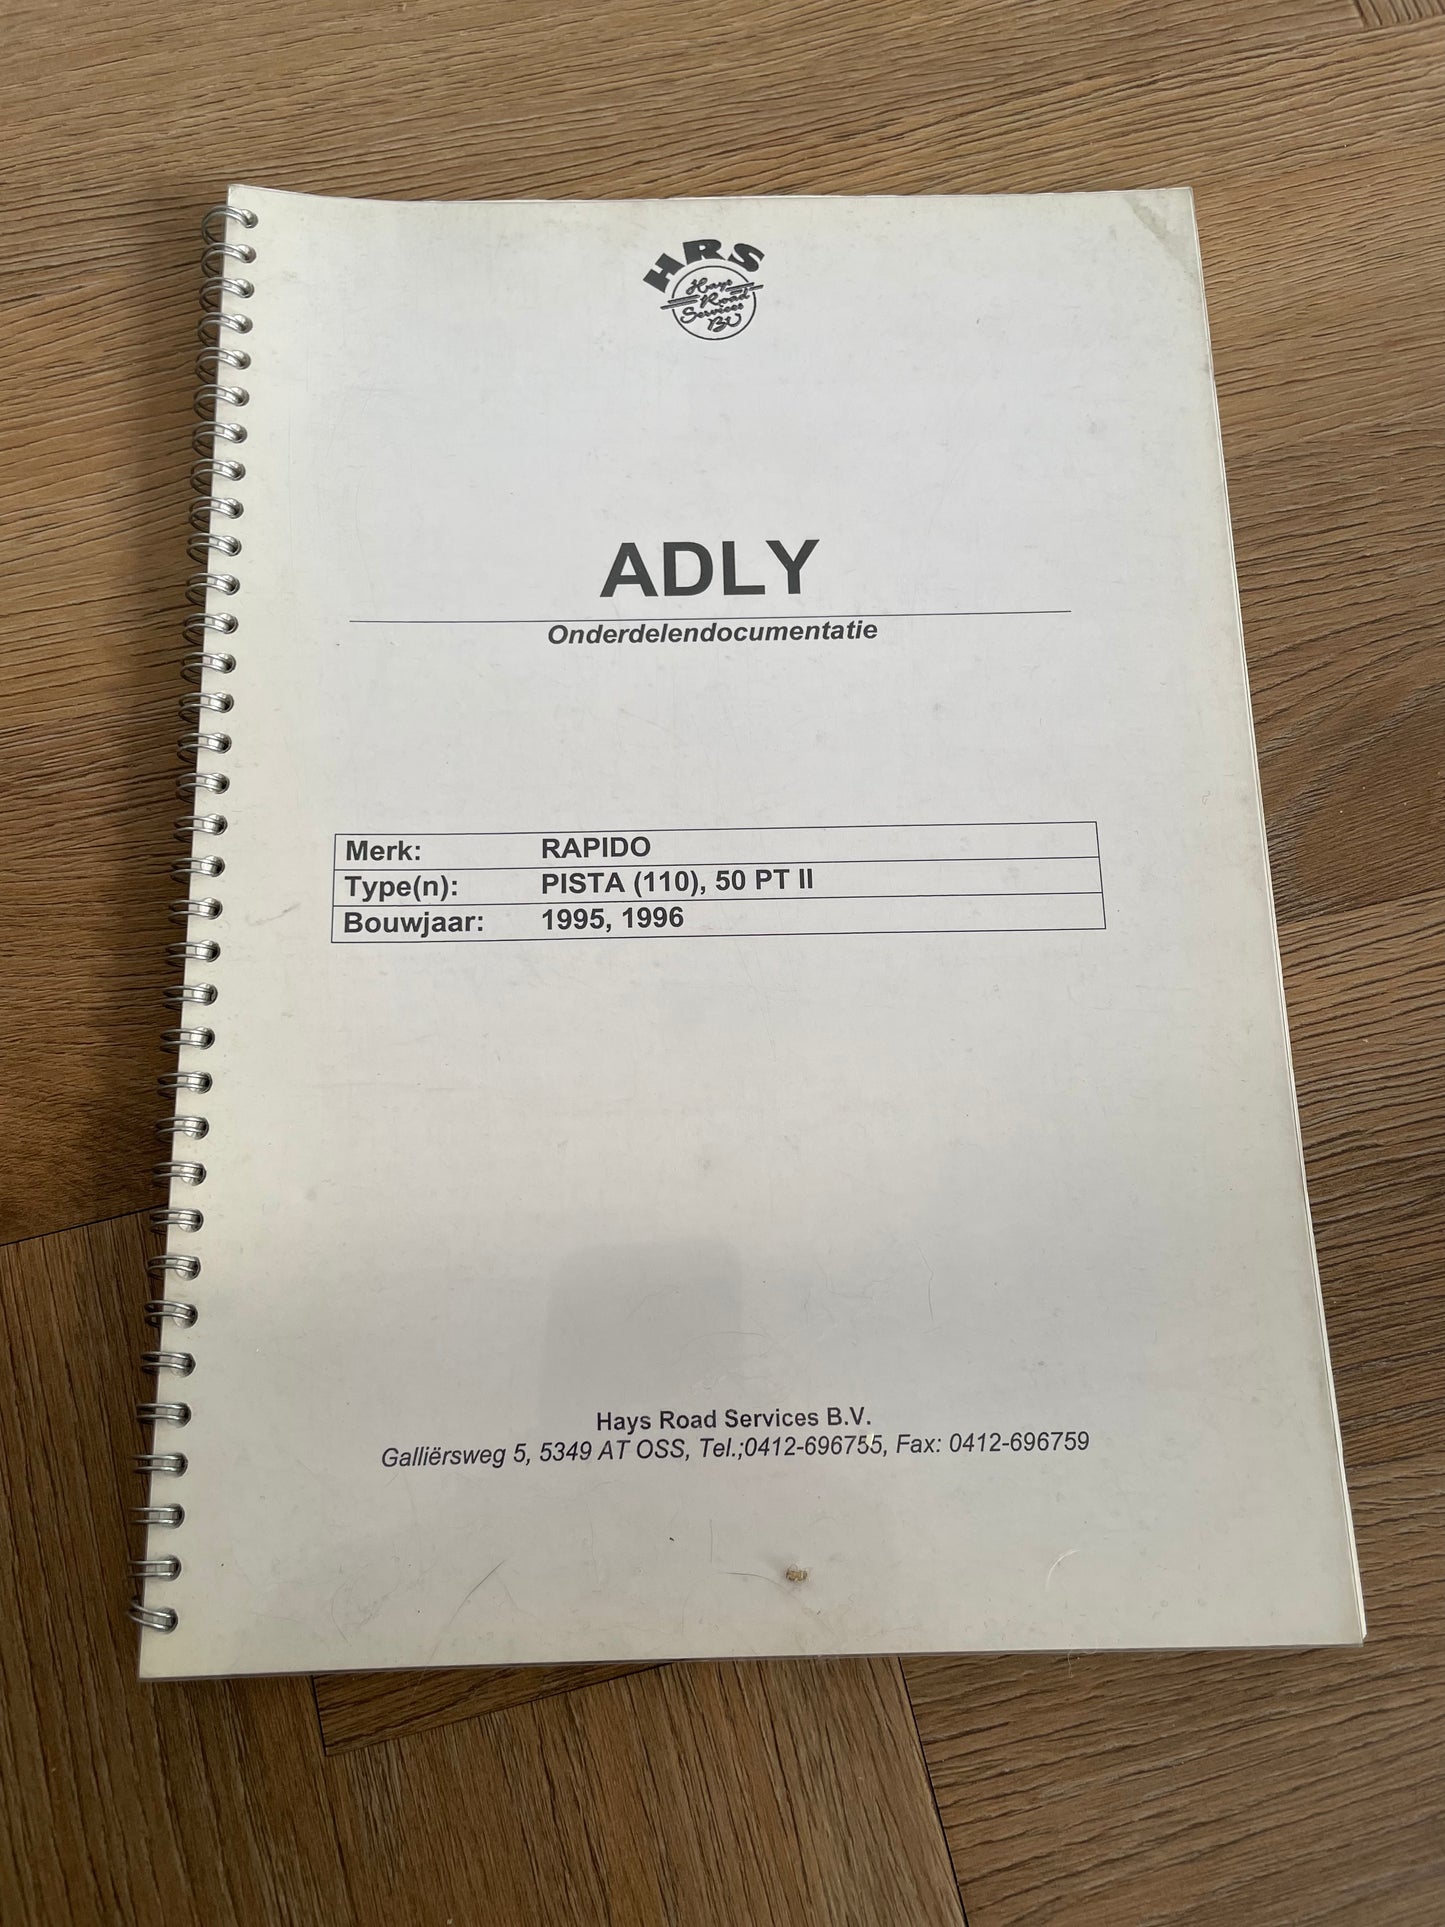 HRS
Hays
Road
Services
BV
ADLY
Onderdelendocumentatie
Merk: RAPIDO
Type(n): PISTA (110), 50 PT II
Bouwjaar: 1995, 1996
Hays Road Services B.V.
Galliërsweg 5, 5349 AT OSS, Tel.;0412-696755, Fax: 0412-696759